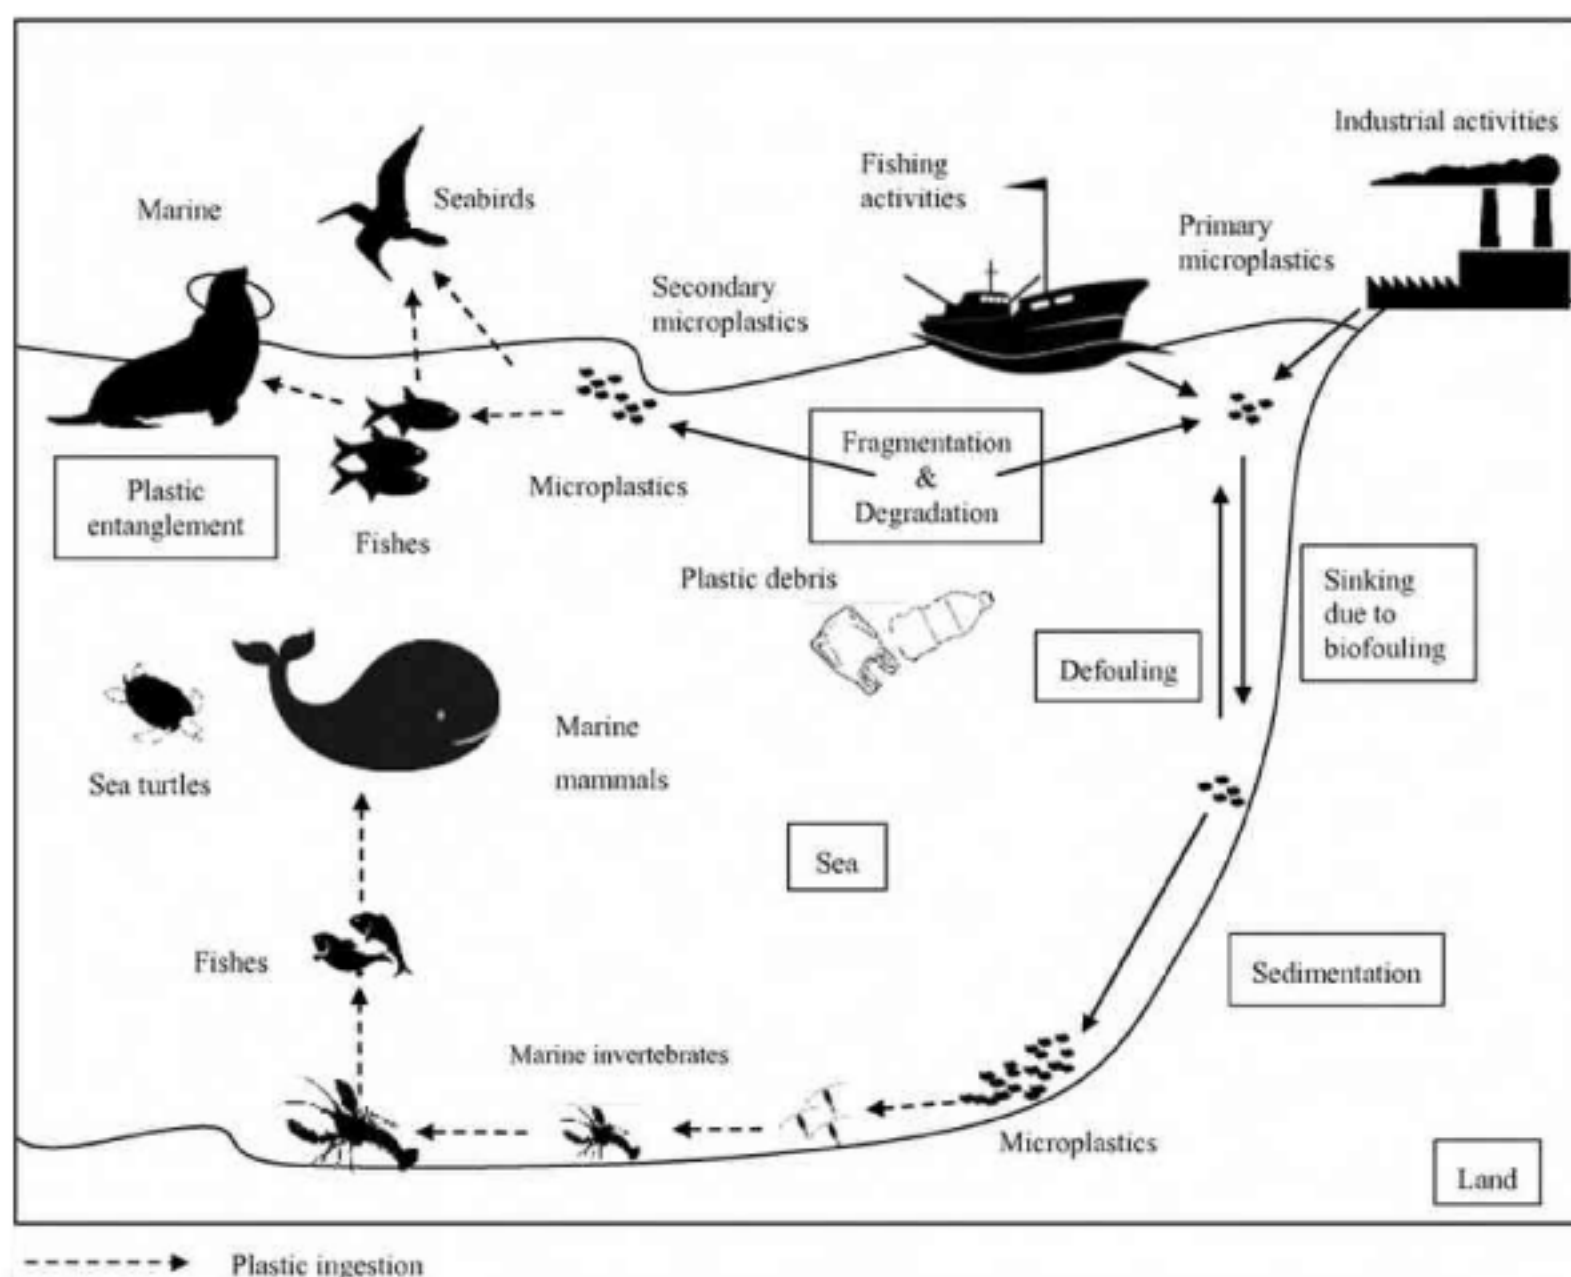 Industrial activities
Fishing
activities
Seabirds
Marine
Primary
microplastics
Secondary
microplastics
Fragmentation
&
Degradation
Plastic
entanglement
Microplastics
Fishes
Plastic debris
Sinking
due to
biofouling
Defouling
Marine
mammals
Sea turtles
Sea
Fishes
Sedimentation
Marine invertebrates
Microplastics
Land
Plastic ingestion